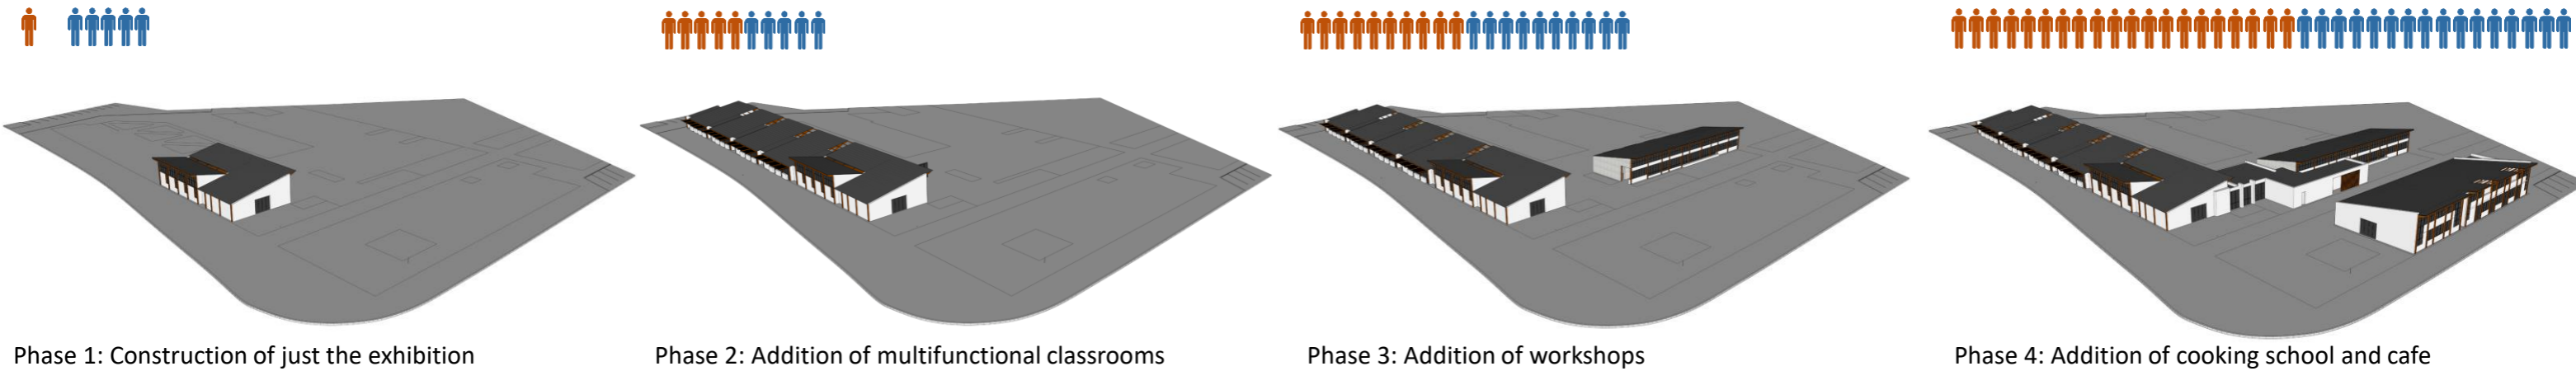 Phase 1: Construction of just the exhibition
Phase 2: Addition of multifunctional classrooms
Phase 3: Addition of workshops
Phase 4: Addition of cooking school and cafe